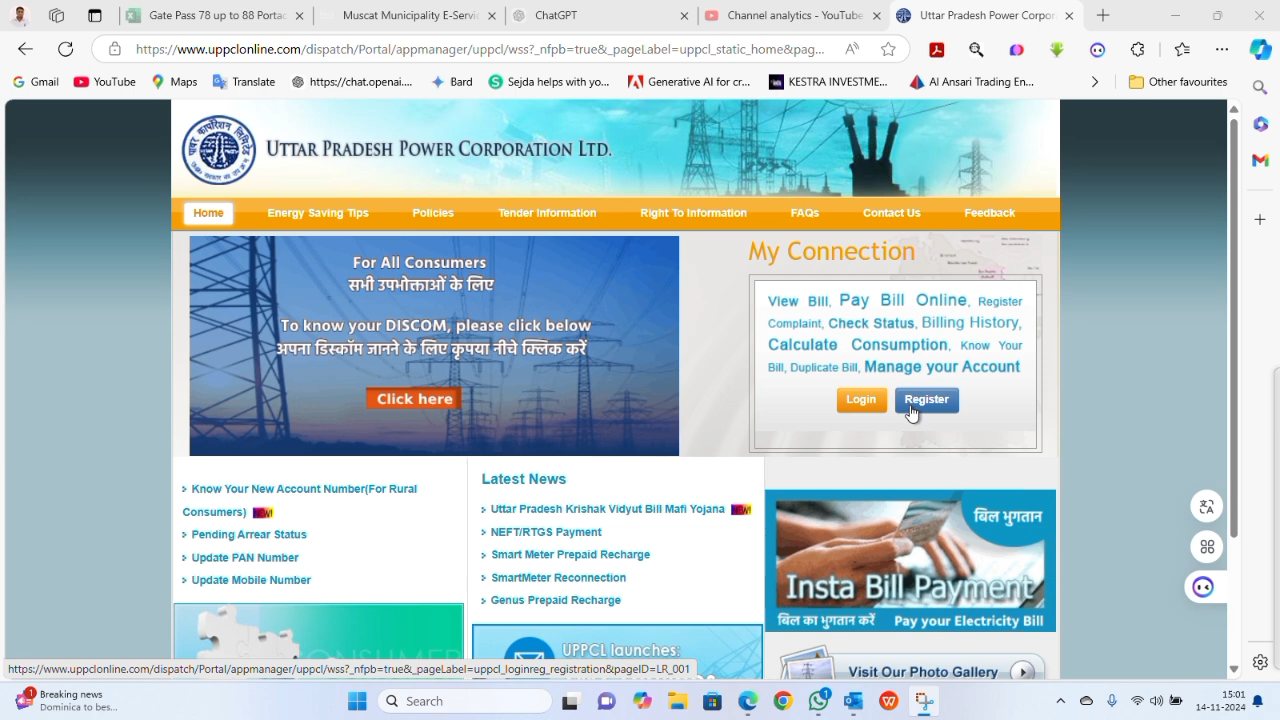 Gate Pass 78 up to 88 for Sharik
Muscat Municipality E-Servic
ChatGPT
Channel analytics - YouTube
Uttar Pradesh Power Corpor
https://www.uppclonline.com/dispatch/Portal/appmanager/uppcl/wss?_nfpb=true&_pageLabel=uppcl_static_home&pag...
Gmail
YouTube
Maps
Translate
https://chat.openai....
Bard
Sejda helps with yo...
Generative AI for cr...
KESTRA INVESTME...
AI Ansari Trading En...
Other favourites
UTTAR PRADESH POWER CORPORATION LTD.
Home
Energy Saving Tips
Policies
Tender Information
Right To Information
FAQs
Contact Us
Feedback
For All Consumers
सभी उपभोक्ताओं के लिए
To know your DISCOM, please click below
अपना डिस्कॉम जानने के लिए कृपया नीचे क्लिक करें
Click here
My Connection
View Bill, Pay Bill Online, Register
Complaint, Check Status, Billing History,
Calculate Consumption, Know Your
Bill, Duplicate Bill, Manage your Account
Login
Register
Know Your New Account Number(For Rural
Consumers) NEW!
Pending Arrear Status
Update PAN Number
Update Mobile Number
Latest News
Uttar Pradesh Krishak Vidyut Bill Mafi Yojana NEW!
NEFT/RTGS Payment
Smart Meter Prepaid Recharge
SmartMeter Reconnection
Genus Prepaid Recharge
बिल भुगतान
Insta Bill Payment
बिल का भुगतान करें Pay your Electricity Bill
UPPCL launches:
Visit Our Photo Gallery
https://www.uppclonline.com/dispatch/Portal/appmanager/uppcl/wss?_nfpb=true&_pageLabel=uppcl_loginreg_registration&pageID=LR_001
1
Breaking news
Dominica to bes...
Search
1
15:01
14-11-2024